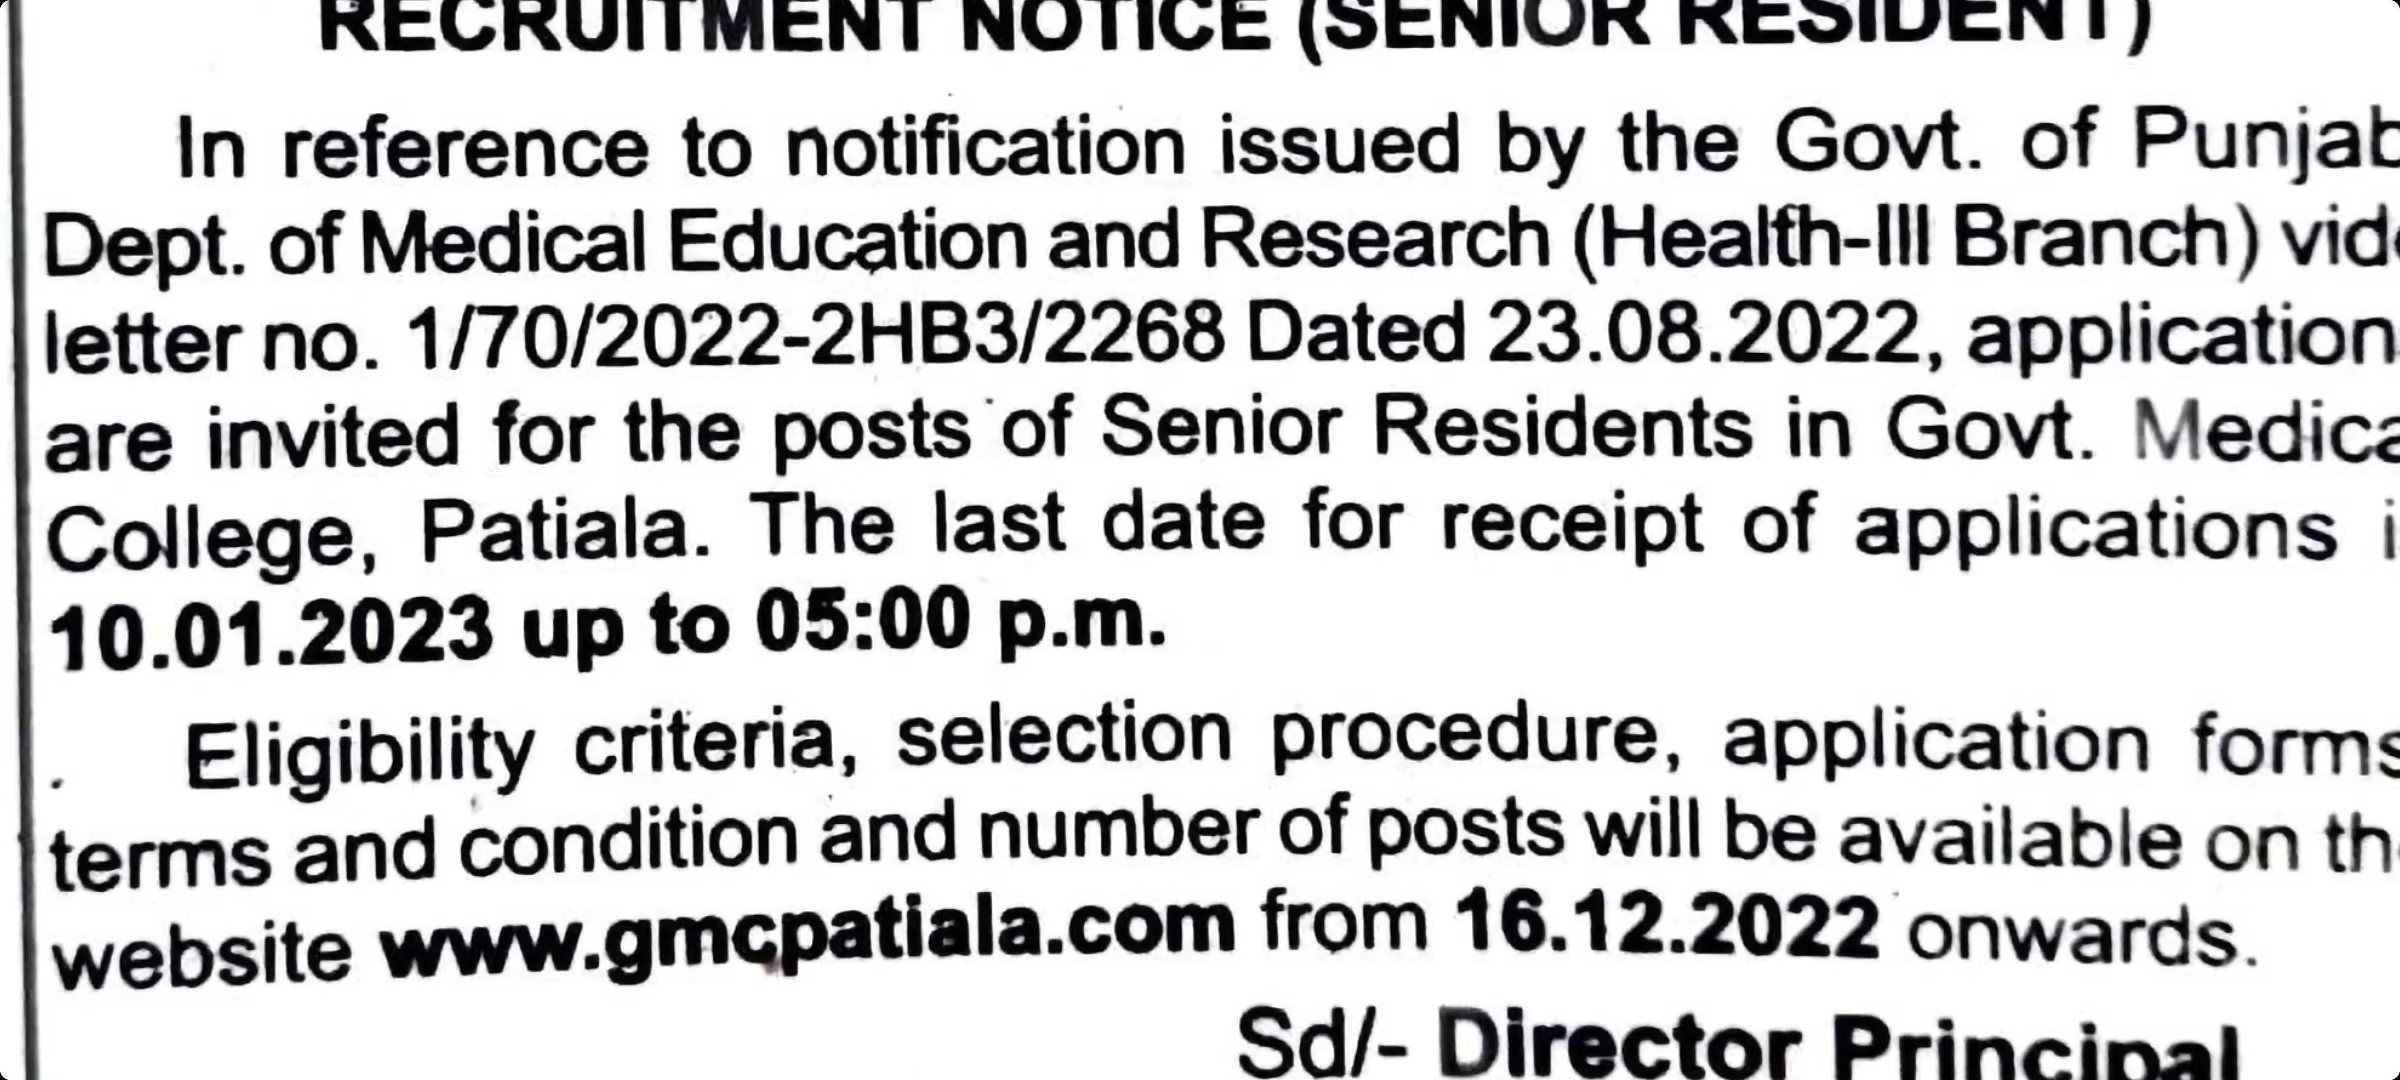 RECRUITMENT NOTICE (SENIOR RESIDENT)
In reference to notification issued by the Govt. of Punjab
Dept. of Medical Education and Research (Health-III Branch) vide
letter no. 1/70/2022-2HB3/2268 Dated 23.08.2022, application
are invited for the posts of Senior Residents in Govt. Medica
College, Patiala. The last date for receipt of applications i
10.01.2023 up to 05:00 p.m.
Eligibility criteria, selection procedure, application forms
terms and condition and number of posts will be available on the
website www.gmcpatiala.com from 16.12.2022 onwards.
Sd/- Director Principal